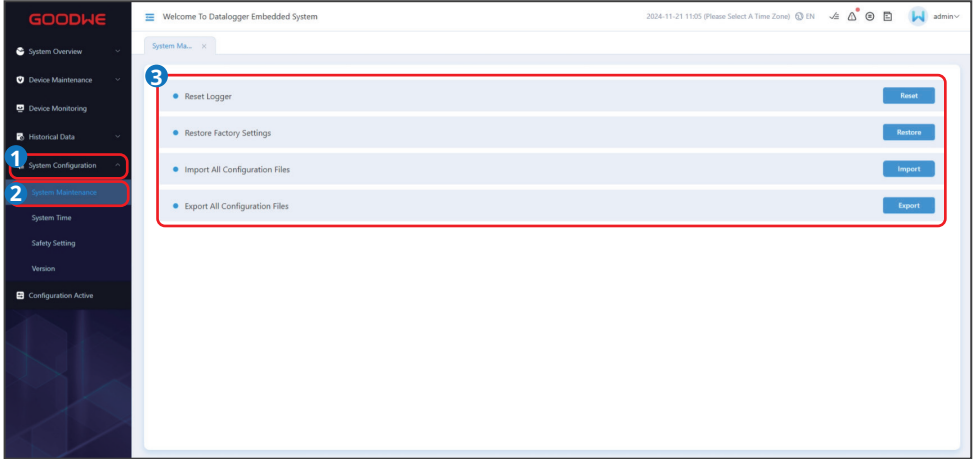 GOODWE
Welcome To Datalogger Embedded System
2024-11-21 11:05 (Please Select A Time Zone) EN
admin
System Overview
Device Maintenance
Device Monitoring
Historical Data
1
System Configuration
2
System Maintenance
System Time
Safety Setting
Version
Configuration Active
System Ma... ×
3
Reset Logger
Reset
Restore Factory Settings
Restore
Import All Configuration Files
Import
Export All Configuration Files
Export